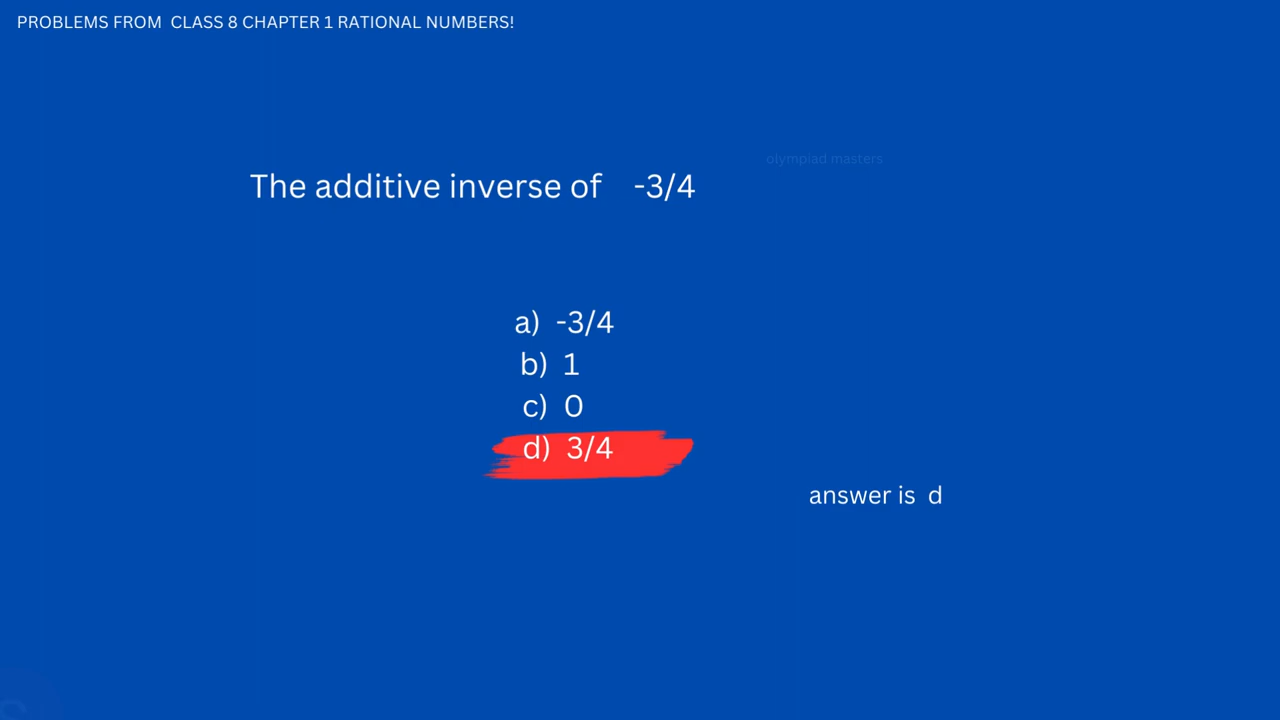 PROBLEMS FROM CLASS 8 CHAPTER 1 RATIONAL NUMBERS!
olympiad masters
The additive inverse of -3/4
a) -3/4
b) 1
c) 0
d) 3/4
answer is d